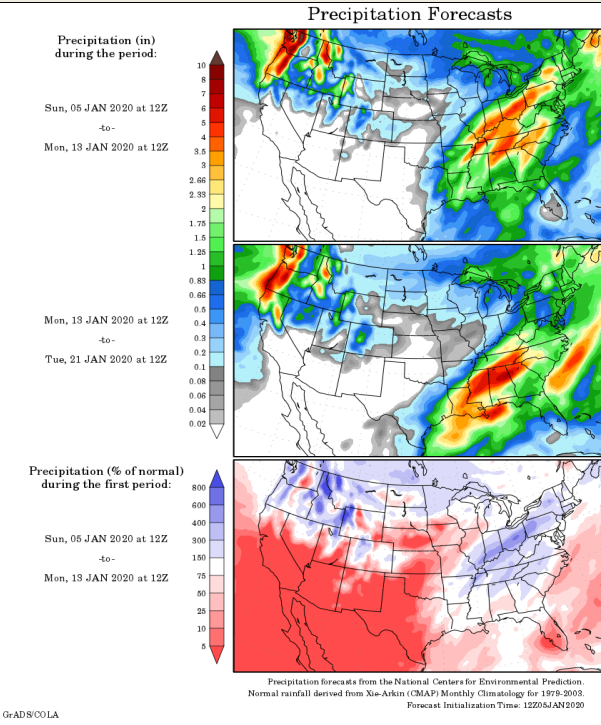 Precipitation Forecasts
Precipitation (in)
during the period:
Sun, 05 JAN 2020 at 12Z
-to-
Mon, 13 JAN 2020 at 12Z
10
8
7
6
5
4
3.5
3
2.66
2.33
2
1.75
1.5
1.25
1
0.83
0.66
0.5
0.4
0.3
0.2
0.1
0.08
0.06
0.04
0.02
Mon, 13 JAN 2020 at 12Z
-to-
Tue, 21 JAN 2020 at 12Z
Precipitation (% of normal)
during the first period:
Sun, 05 JAN 2020 at 12Z
-to-
Mon, 13 JAN 2020 at 12Z
800
600
400
300
150
75
50
25
10
5
Precipitation forecasts from the National Centers for Environmental Prediction.
Normal rainfall derived from Xie-Arkin (CMAP) Monthly Climatology for 1979-2003.
Forecast Initialization Time: 12Z05JAN2020
GrADS/COLA